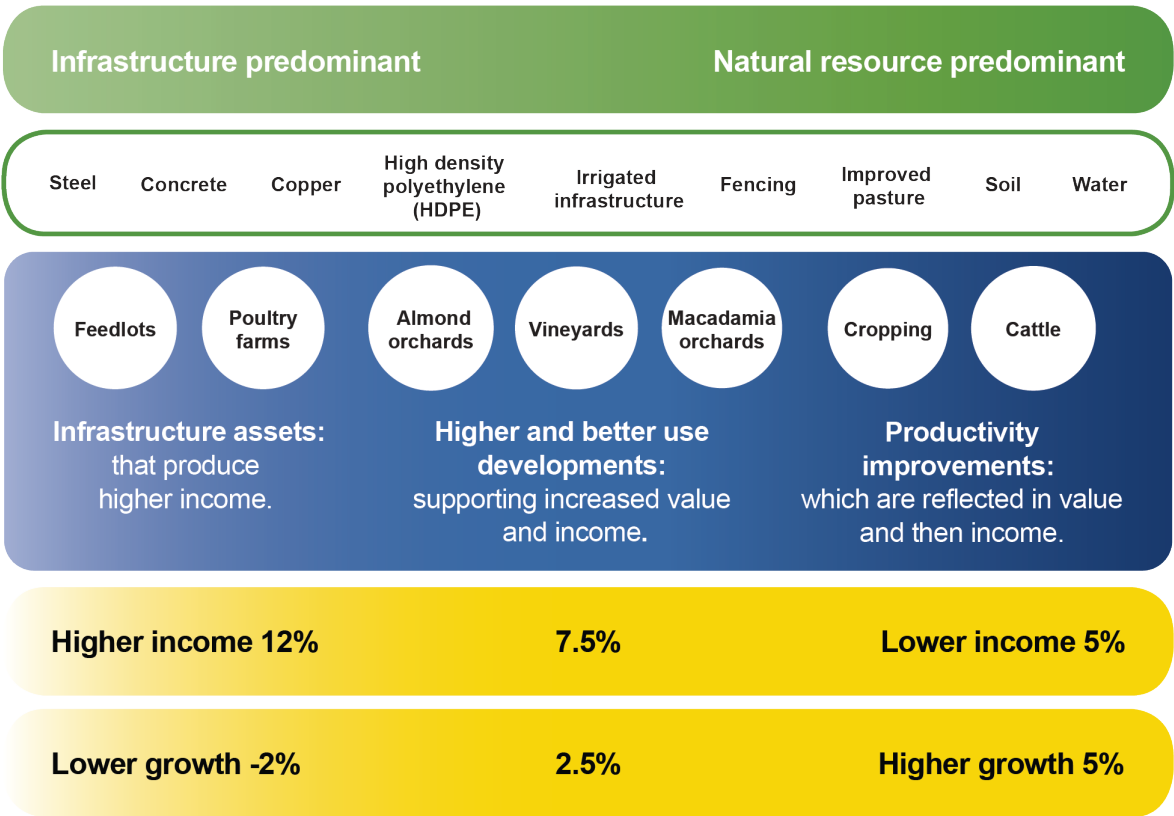 Infrastructure predominant
Natural resource predominant
Steel
Concrete
Copper
High density
polyethylene
(HDPE)
Irrigated
infrastructure
Fencing
Improved
pasture
Soil
Water
Feedlots
Poultry
farms
Almond
orchards
Vineyards
Macadamia
orchards
Cropping
Cattle
Infrastructure assets:
that produce
higher income.
Higher and better use
developments:
supporting increased value
and income.
Productivity
improvements:
which are reflected in value
and then income.
Higher income 12%
7.5%
Lower income 5%
Lower growth -2%
2.5%
Higher growth 5%